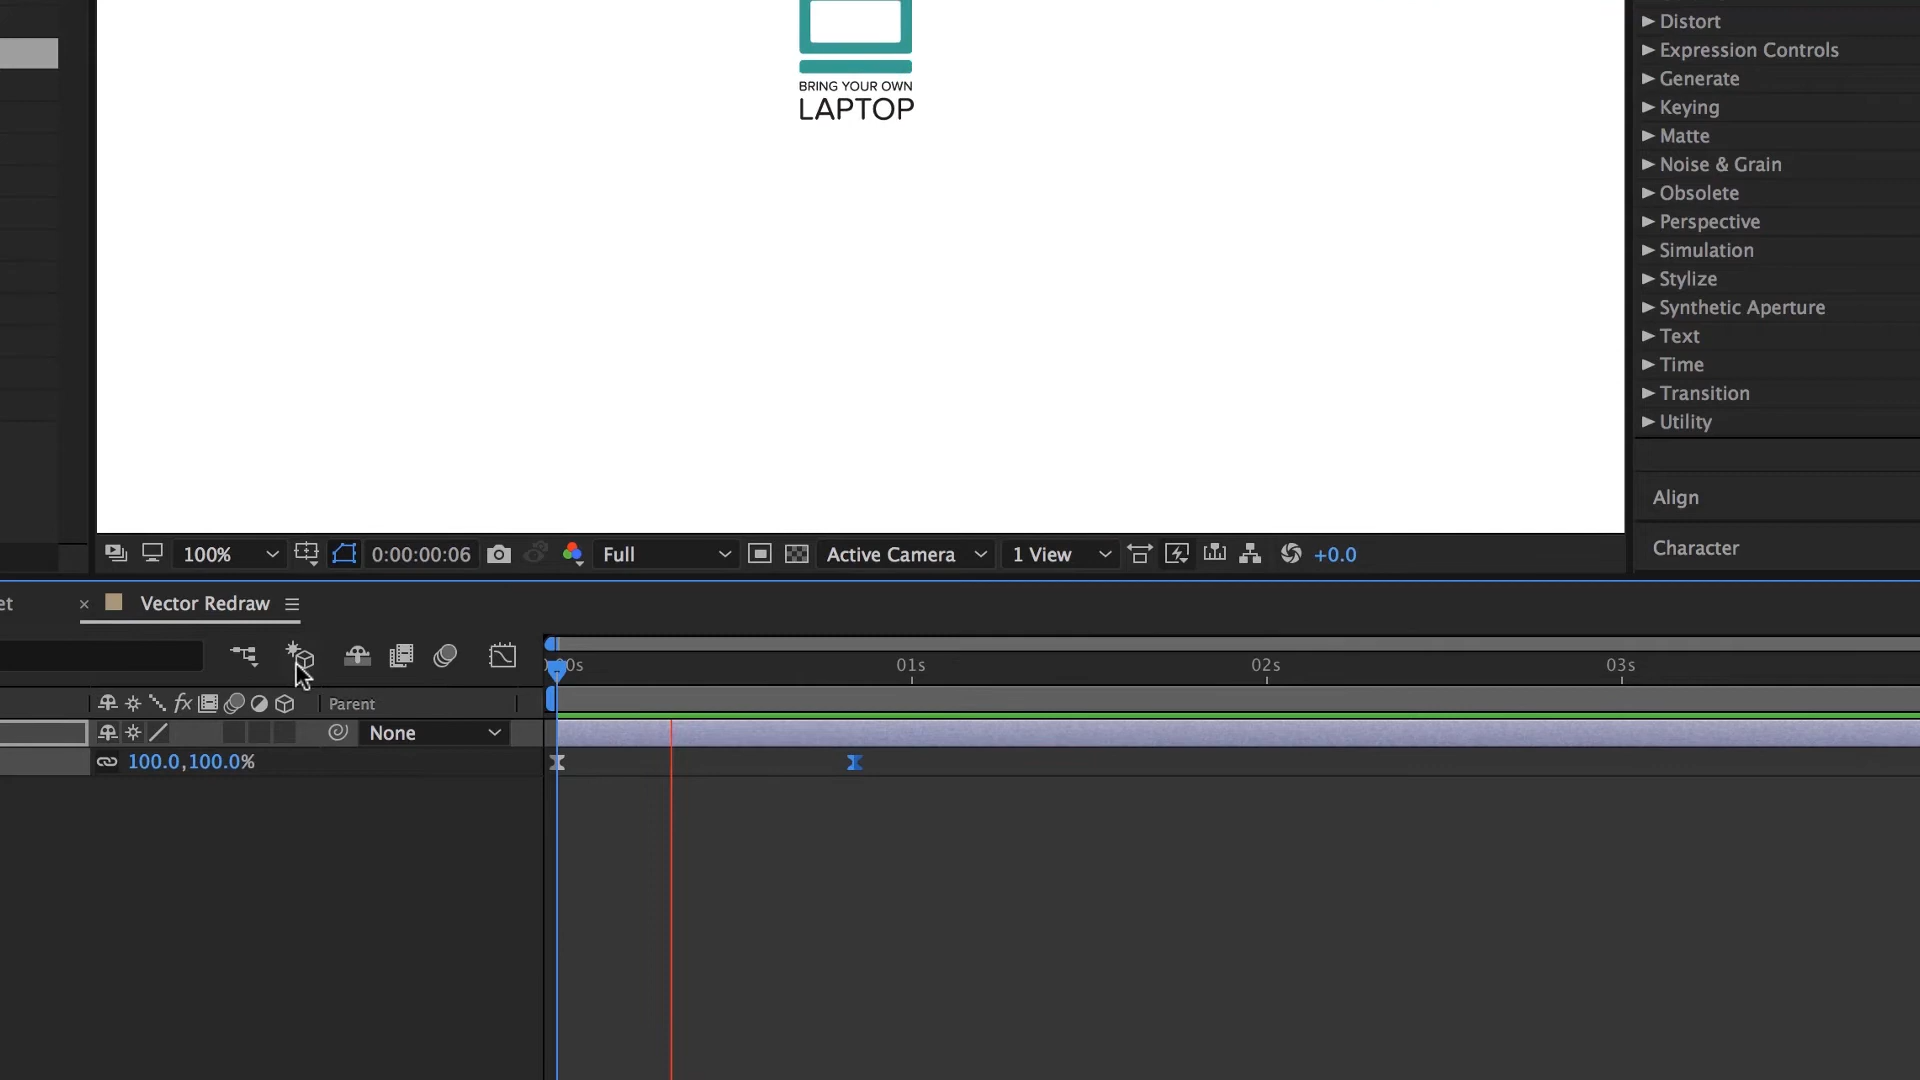 BRING YOUR OWN
LAPTOP
Distort
Expression Controls
Generate
Keying
Matte
Noise & Grain
Obsolete
Perspective
Simulation
Stylize
Synthetic Aperture
Text
Time
Transition
Utility
Align
Character
100% 0:00:00:06 Full Active Camera 1 View +0.0
et × Vector Redraw
01s 02s 03s
fx Parent
None
100.0,100.0%